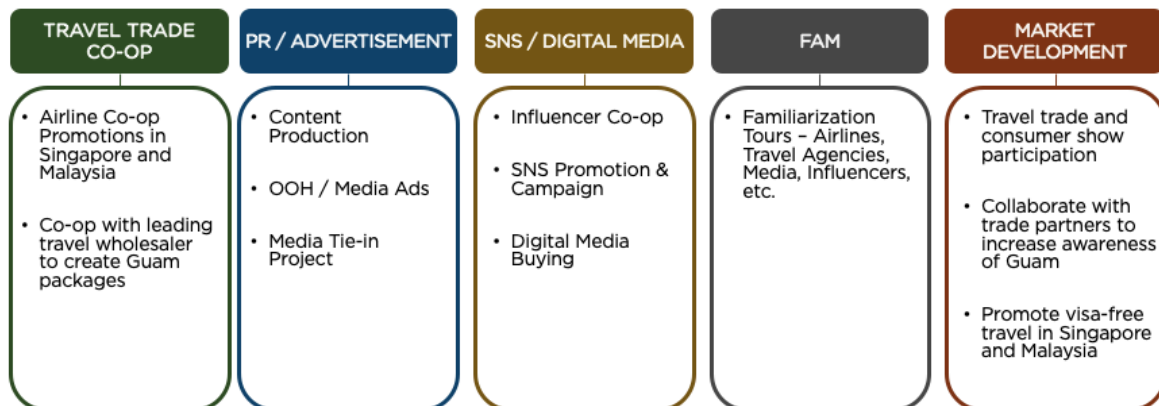 TRAVEL TRADE
CO-OP
• Airline Co-op
Promotions in
Singapore and
Malaysia
• Co-op with leading
travel wholesaler
to create Guam
packages
PR / ADVERTISEMENT
• Content
Production
• OOH / Media Ads
• Media Tie-in
Project
SNS / DIGITAL MEDIA
• Influencer Co-op
• SNS Promotion &
Campaign
• Digital Media
Buying
FAM
• Familiarization
Tours – Airlines,
Travel Agencies,
Media, Influencers,
etc.
MARKET
DEVELOPMENT
• Travel trade and
consumer show
participation
• Collaborate with
trade partners to
increase awareness
of Guam
• Promote visa-free
travel in Singapore
and Malaysia